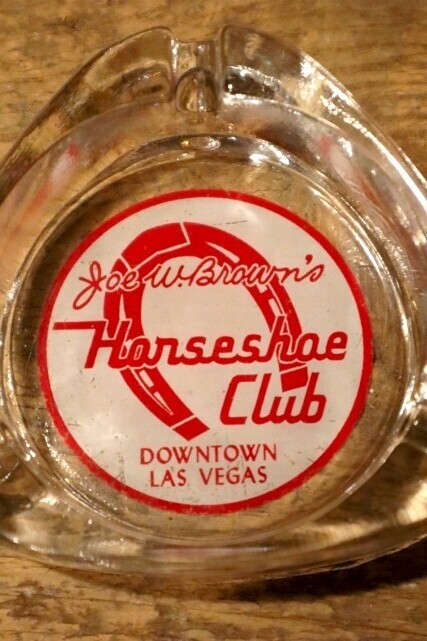 Joe W. Brown's
Horseshoe
Club
DOWNTOWN
LAS VEGAS